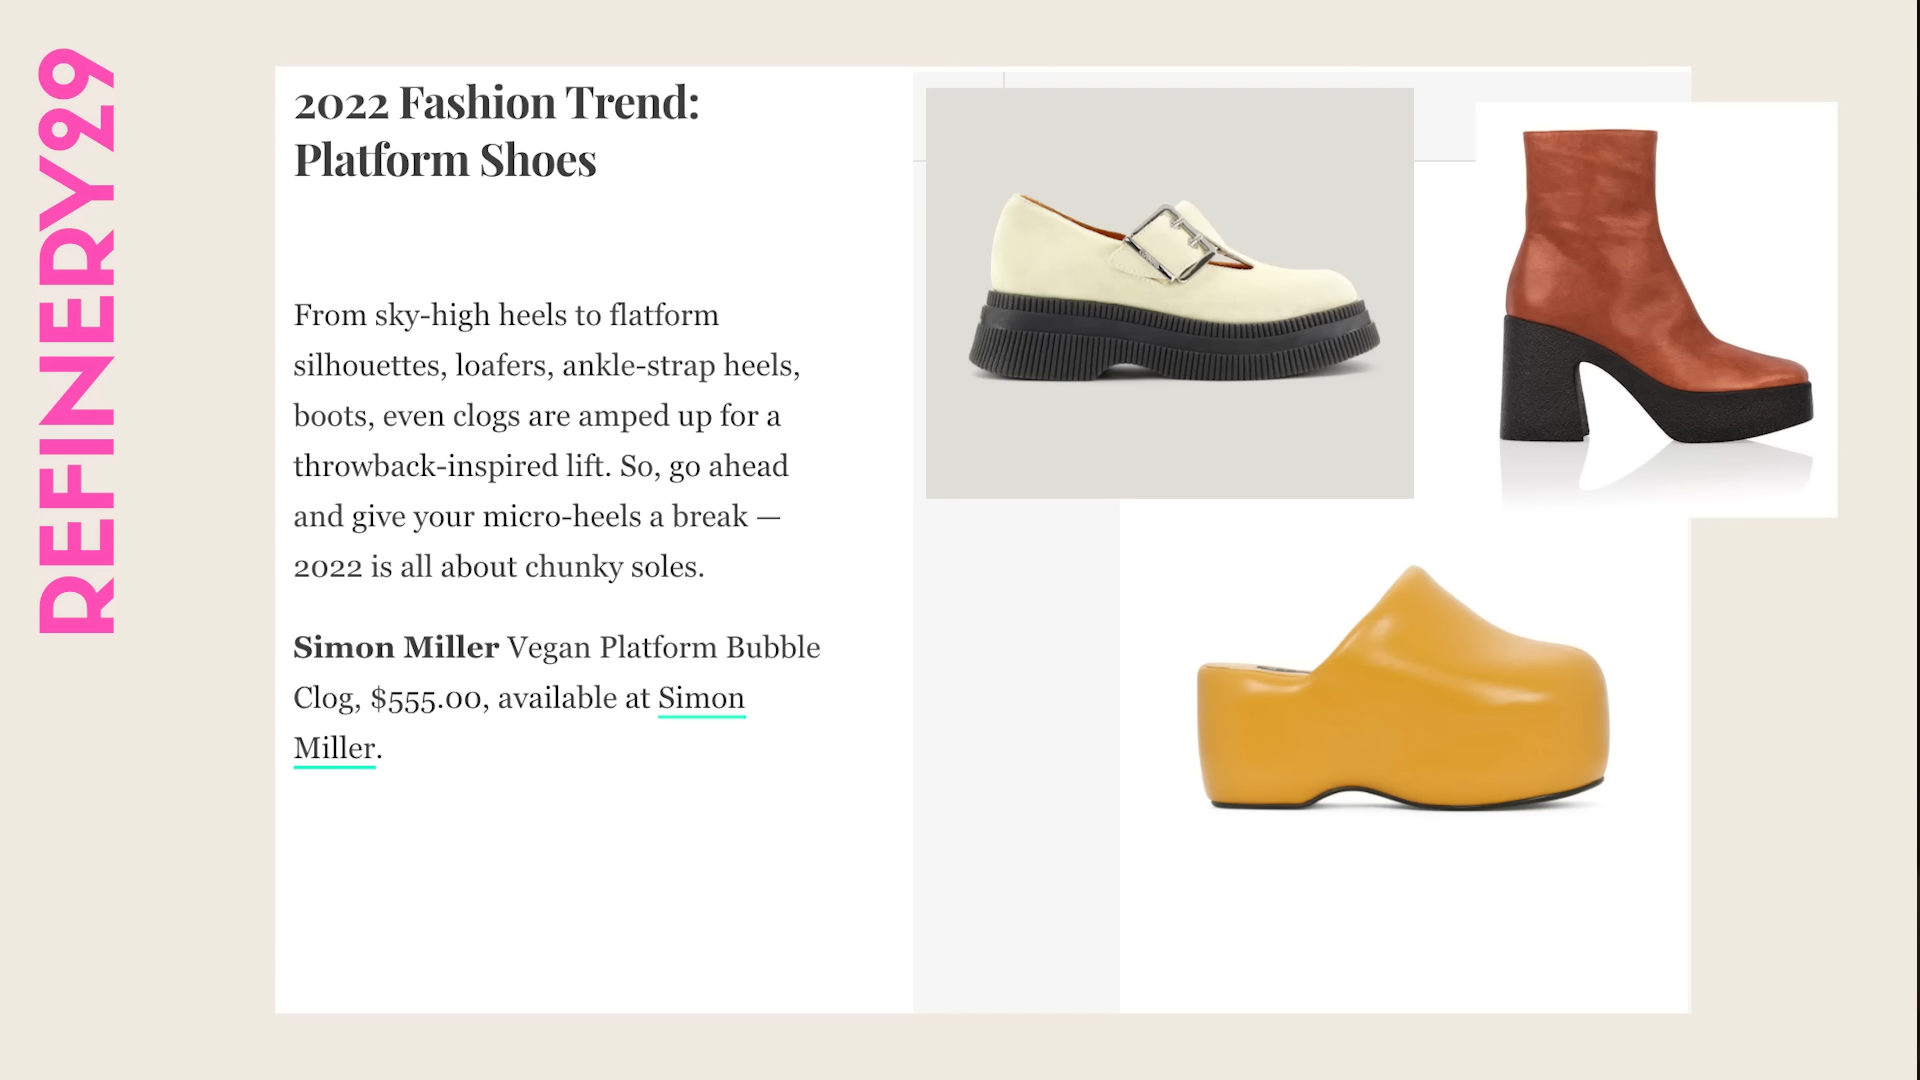 REFINERY29
2022 Fashion Trend:
Platform Shoes
From sky-high heels to flatform
silhouettes, loafers, ankle-strap heels,
boots, even clogs are amped up for a
throwback-inspired lift. So, go ahead
and give your micro-heels a break —
2022 is all about chunky soles.
Simon Miller Vegan Platform Bubble
Clog, $555.00, available at Simon
Miller.